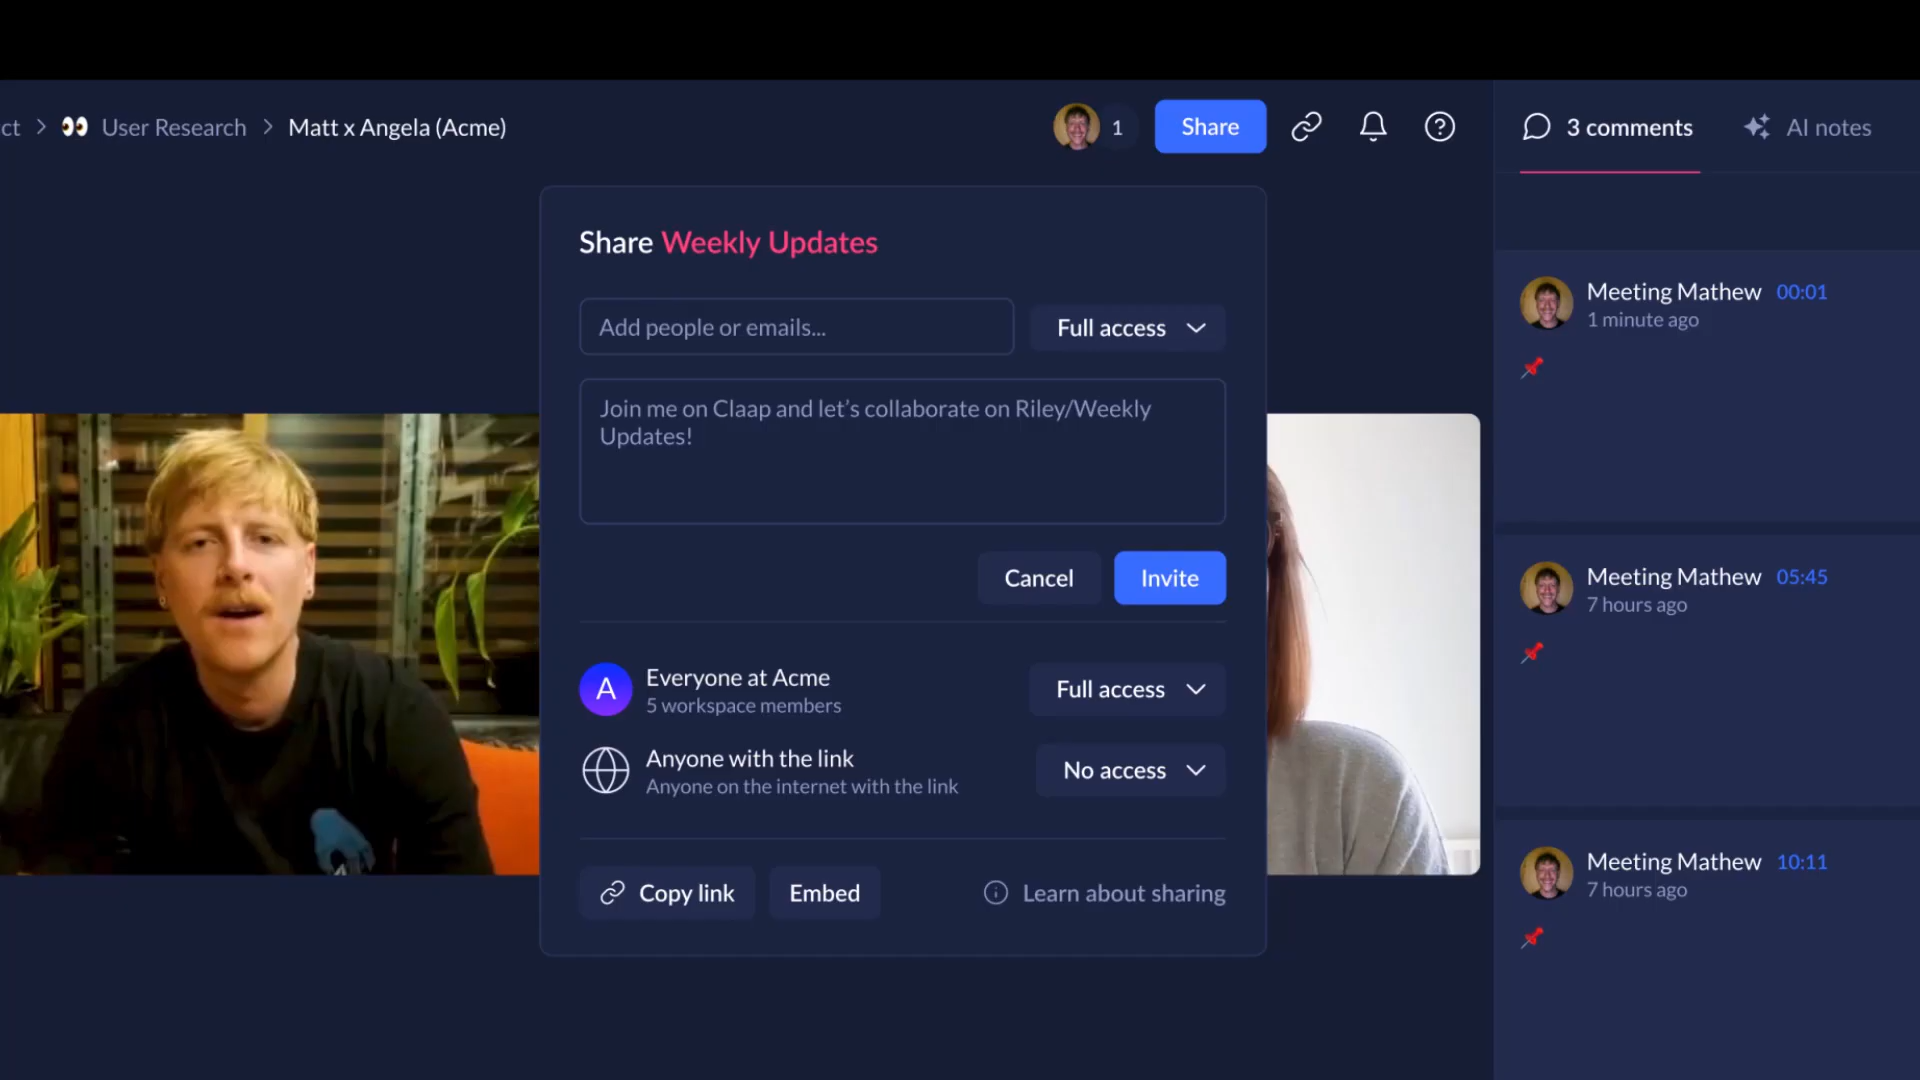 ct > 👀 User Research > Matt x Angela (Acme)
1
Share
3 comments
AI notes
Share Weekly Updates
Add people or emails...
Full access
Join me on Claap and let's collaborate on Riley/Weekly
Updates!
Cancel
Invite
A
Everyone at Acme
5 workspace members
Full access
Anyone with the link
Anyone on the internet with the link
No access
Copy link
Embed
Learn about sharing
Meeting Mathew 00:01
1 minute ago
📌
Meeting Mathew 05:45
7 hours ago
📌
Meeting Mathew 10:11
7 hours ago
📌